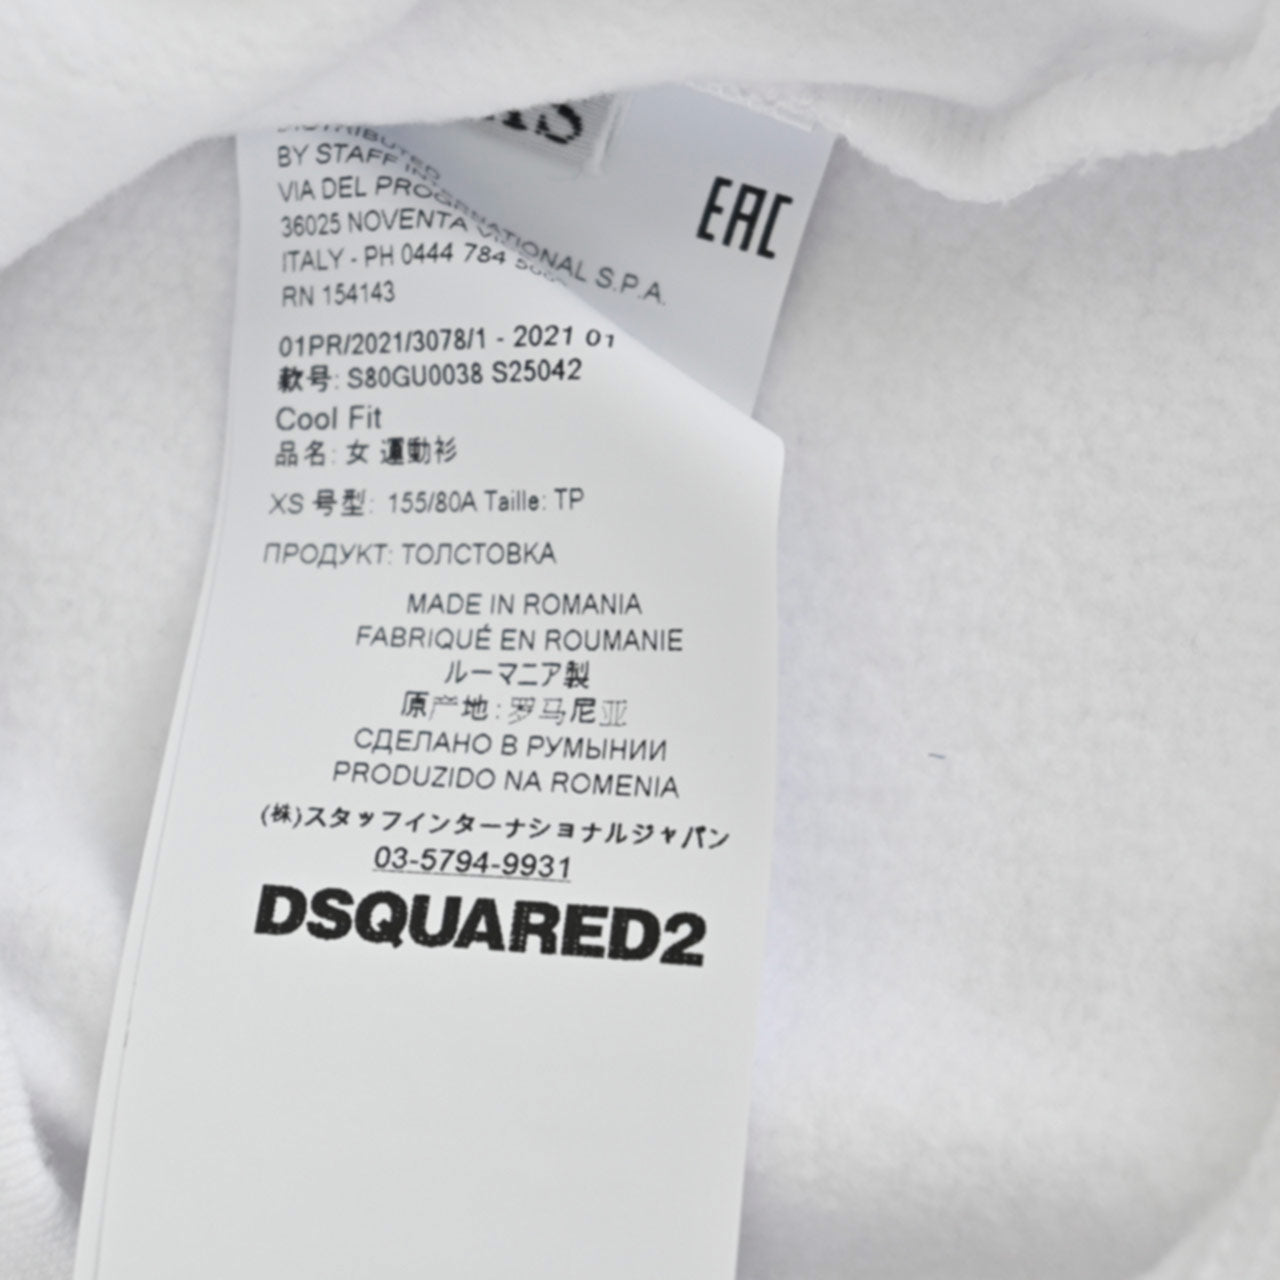 BY STAFF
VIA DEL PROG
36025 NOVENTA
NATIONAL S.P.A.
ITALY - PH 0444 784
RN 154143
EAC
01PR/2021/3078/1 - 2021 01
款号: S80GU0038 S25042
Cool Fit
品名: 女 運動衫
XS 号型: 155/80A Taille: TP
ПРОДУКТ: ТОЛСТОВКА
MADE IN ROMANIA
FABRIQUÉ EN ROUMANIE
ルーマニア製
原产地: 罗马尼亚
СДЕЛАНО В РУМЫНИИ
PRODUZIDO NA ROMENIA
(株)スタッフインターナショナルジャパン
03-5794-9931
DSQUARED2